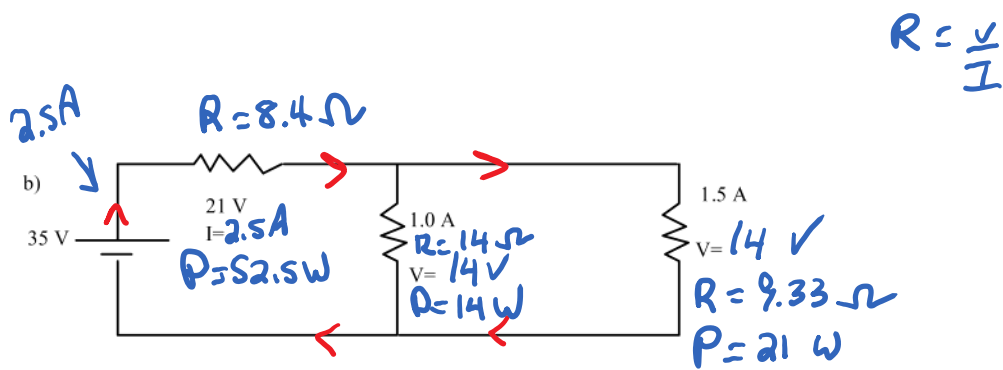 R = V/I
2.5A
R = 8.4 Ω
b)
21 V
I=2.5A
P=52.5W
35 V
1.0 A
R= 14 Ω
V= 14V
P= 14 W
1.5 A
V= 14 V
R = 9.33 Ω
P = 21 W